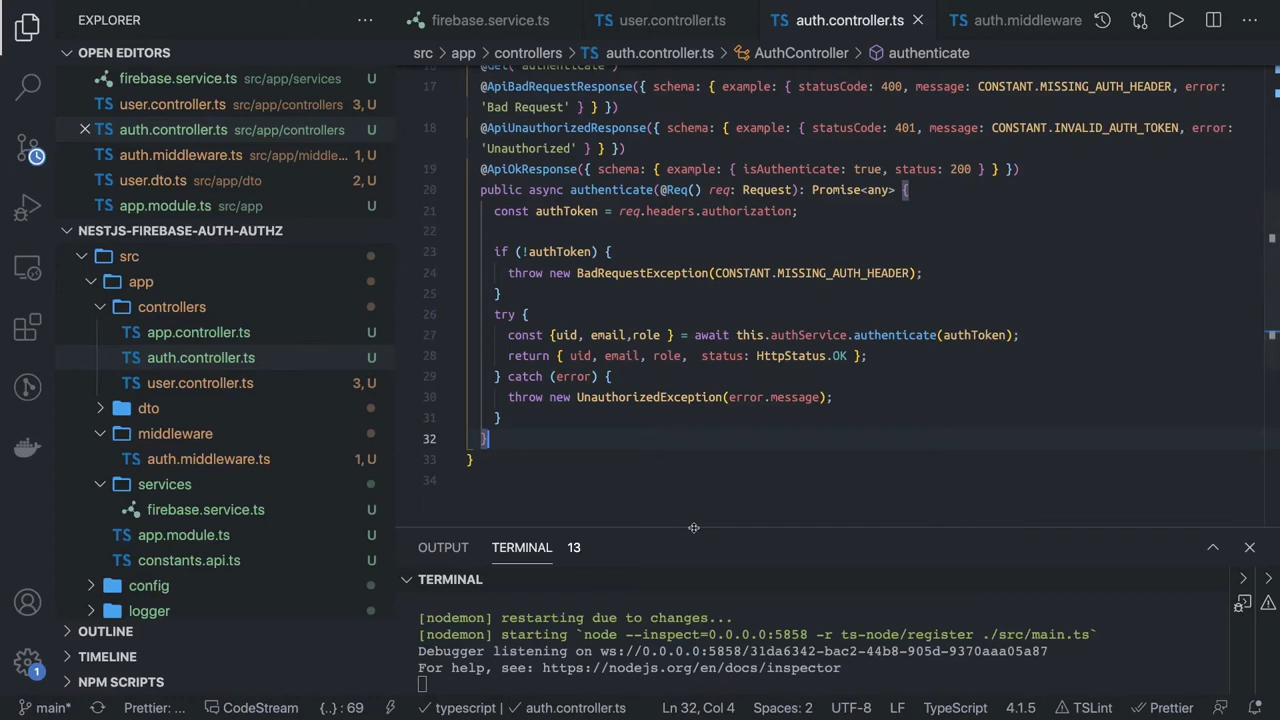 EXPLORER
firebase.service.ts
user.controller.ts
auth.controller.ts
auth.middleware
OPEN EDITORS
firebase.service.ts src/app/services U
user.controller.ts src/app/controllers 3, U
auth.controller.ts src/app/controllers U
auth.middleware.ts src/app/middle... 1, U
user.dto.ts src/app/dto 2, U
app.module.ts src/app U
NESTJS-FIREBASE-AUTH-AUTHZ
src
app
controllers
app.controller.ts U
auth.controller.ts U
user.controller.ts 3, U
dto
middleware
auth.middleware.ts 1, U
services
firebase.service.ts U
app.module.ts U
constants.api.ts U
config
logger
OUTLINE
TIMELINE
NPM SCRIPTS
src app controllers auth.controller.ts AuthController authenticate
16 @Get('authenticate')
17 @ApiBadRequestResponse({ schema: { example: { statusCode: 400, message: CONSTANT.MISSING_AUTH_HEADER, error:
'Bad Request' } } })
18 @ApiUnauthorizedResponse({ schema: { example: { statusCode: 401, message: CONSTANT.INVALID_AUTH_TOKEN, error:
'Unauthorized' } } })
19 @ApiOkResponse({ schema: { example: { isAuthenticate: true, status: 200 } } })
20 public async authenticate(@Req() req: Request): Promise<any> {
21 const authToken = req.headers.authorization;
22
23 if (!authToken) {
24 throw new BadRequestException(CONSTANT.MISSING_AUTH_HEADER);
25 }
26 try {
27 const {uid, email,role } = await this.authService.authenticate(authToken);
28 return { uid, email, role, status: HttpStatus.OK };
29 } catch (error) {
30 throw new UnauthorizedException(error.message);
31 }
32 }
33 }
34
OUTPUT TERMINAL 13
TERMINAL
[nodemon] restarting due to changes...
[nodemon] starting `node --inspect=0.0.0.0:5858 -r ts-node/register ./src/main.ts`
Debugger listening on ws://0.0.0.0:5858/31da6342-bac2-44b8-905d-9370aaa05a87
For help, see: https://nodejs.org/en/docs/inspector
1
main* Prettier: ... CodeStream {..} : 69 typescript | auth.controller.ts Ln 32, Col 4 Spaces: 2 UTF-8 LF TypeScript 4.1.5 TSLint Prettier